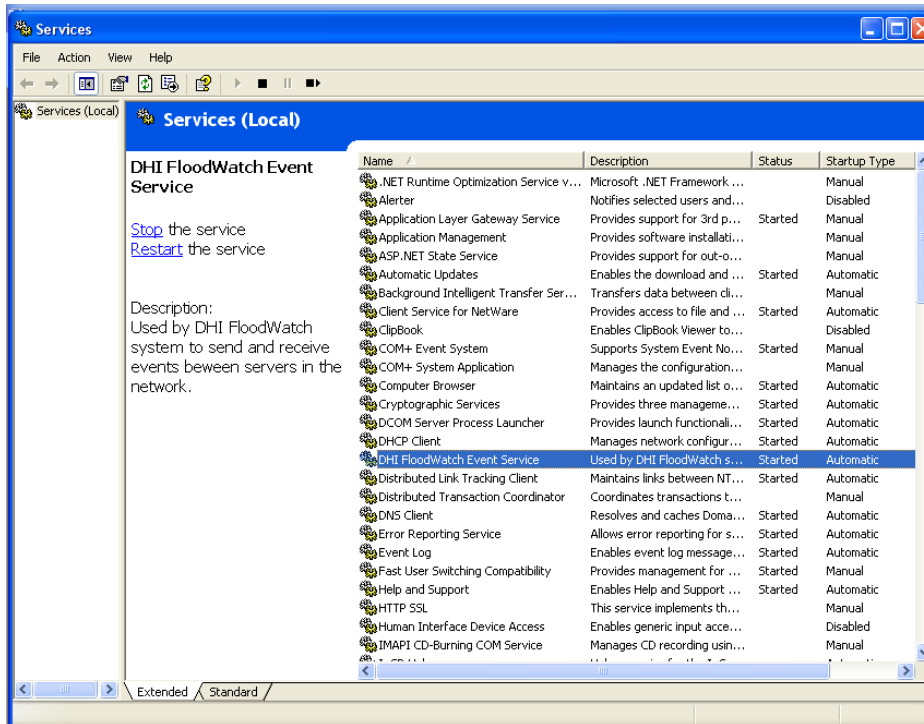 Services
File Action View Help
Services (Local)
Services (Local)
DHI FloodWatch Event
Service
Stop the service
Restart the service
Description:
Used by DHI FloodWatch
system to send and receive
events beween servers in the
network.
Name Description Status Startup Type
.NET Runtime Optimization Service v... Microsoft .NET Framework ... Manual
Alerter Notifies selected users and... Disabled
Application Layer Gateway Service Provides support for 3rd p... Started Manual
Application Management Provides software installati... Manual
ASP.NET State Service Provides support for out-o... Manual
Automatic Updates Enables the download and ... Started Automatic
Background Intelligent Transfer Ser... Transfers data between cli... Manual
Client Service for NetWare Provides access to file and ... Started Automatic
ClipBook Enables ClipBook Viewer to... Disabled
COM+ Event System Supports System Event No... Started Manual
COM+ System Application Manages the configuration... Manual
Computer Browser Maintains an updated list o... Started Automatic
Cryptographic Services Provides three manageme... Started Automatic
DCOM Server Process Launcher Provides launch functionali... Started Automatic
DHCP Client Manages network configur... Started Automatic
DHI FloodWatch Event Service Used by DHI FloodWatch s... Started Automatic
Distributed Link Tracking Client Maintains links between NT... Started Automatic
Distributed Transaction Coordinator Coordinates transactions t... Manual
DNS Client Resolves and caches Doma... Started Automatic
Error Reporting Service Allows error reporting for s... Started Automatic
Event Log Enables event log message... Started Automatic
Fast User Switching Compatibility Provides management for ... Started Manual
Help and Support Enables Help and Support ... Started Automatic
HTTP SSL This service implements th... Manual
Human Interface Device Access Enables generic input acce... Disabled
IMAPI CD-Burning COM Service Manages CD recording usin... Manual
Extended Standard